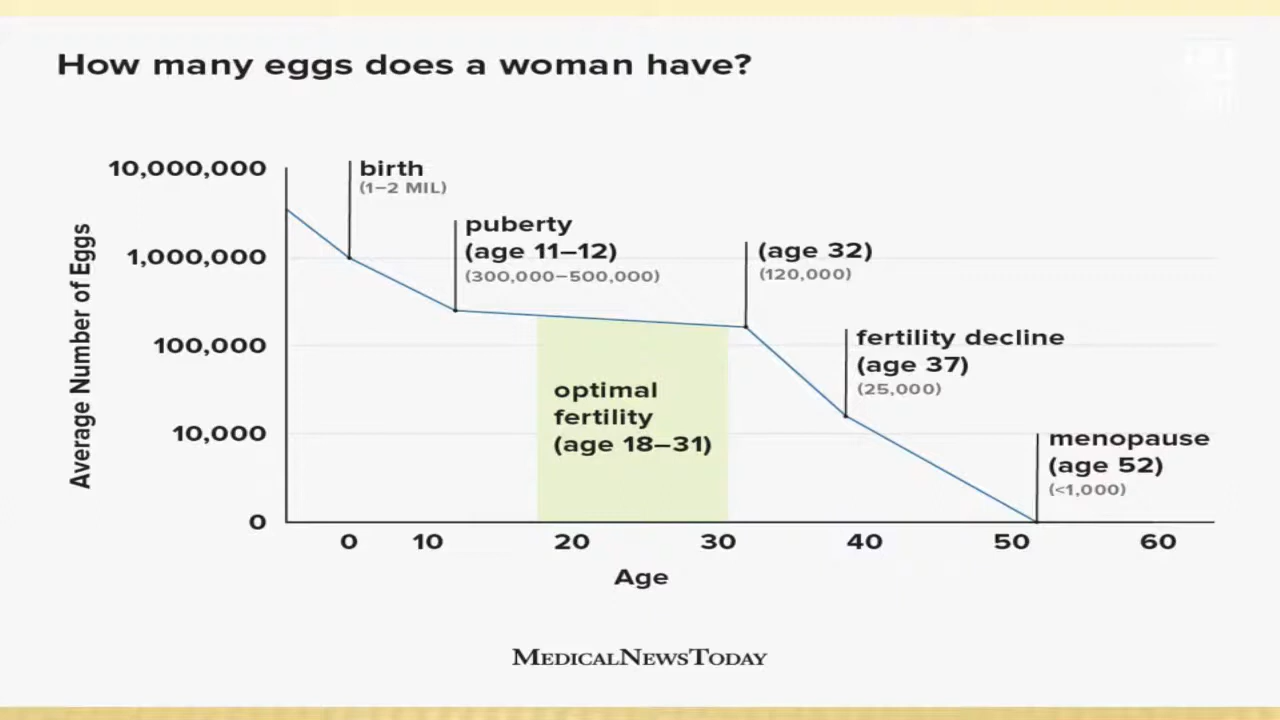 How many eggs does a woman have?
Average Number of Eggs
10,000,000
1,000,000
100,000
10,000
0
birth
(1–2 MIL)
puberty
(age 11–12)
(300,000–500,000)
(age 32)
(120,000)
fertility decline
(age 37)
(25,000)
optimal
fertility
(age 18–31)
menopause
(age 52)
(<1,000)
0 10 20 30 40 50 60
Age
MEDICALNEWSTODAY